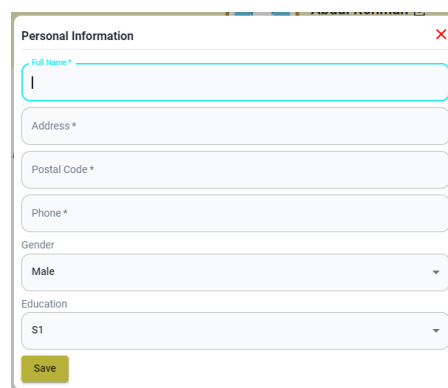 Personal Information
Full Name *
Address *
Postal Code *
Phone *
Gender
Male
Education
S1
Save